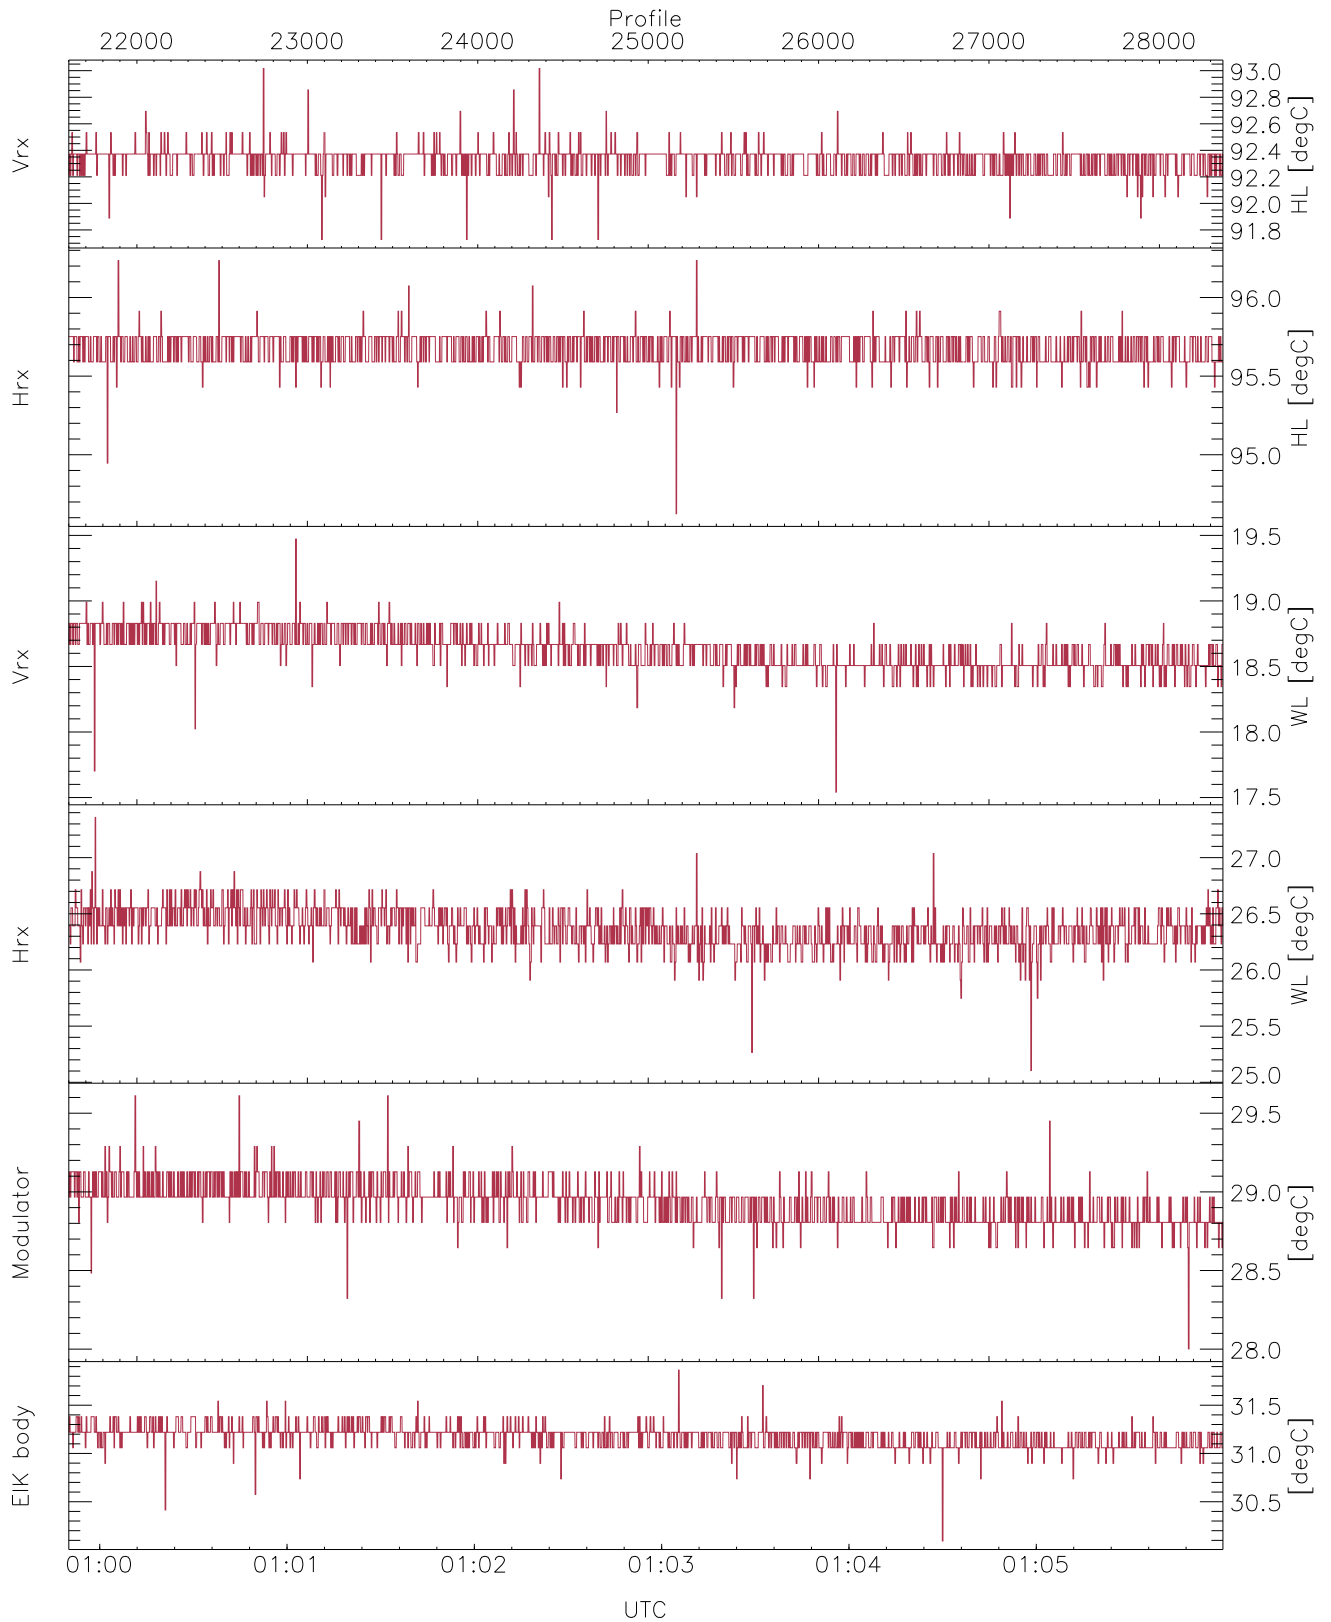 Profile
22000 23000 24000 25000 26000 27000 28000
Vrx
93.0
92.8
92.6
92.4
92.2
92.0
91.8
HL [degC]
Hrx
96.0
95.5
95.0
HL [degC]
Vrx
19.5
19.0
18.5
18.0
17.5
WL [degC]
Hrx
27.0
26.5
26.0
25.5
25.0
WL [degC]
Modulator
29.5
29.0
28.5
28.0
[degC]
EIK body
31.5
31.0
30.5
[degC]
01:00 01:01 01:02 01:03 01:04 01:05
UTC